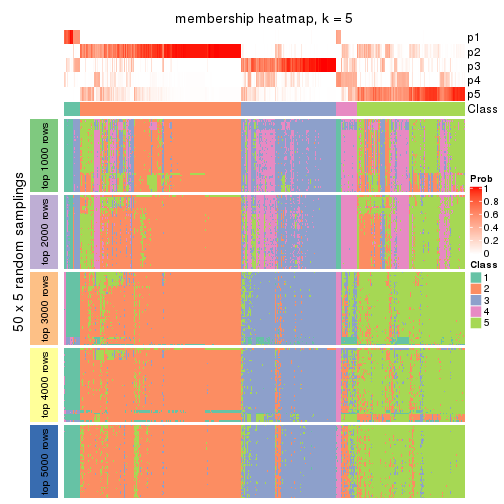 membership heatmap, k = 5
p1
p2
p3
p4
p5
Class
50 x 5 random samplings
top 1000 rows
top 2000 rows
top 3000 rows
top 4000 rows
top 5000 rows
Prob
1
0.8
0.6
0.4
0.2
0
Class
1
2
3
4
5